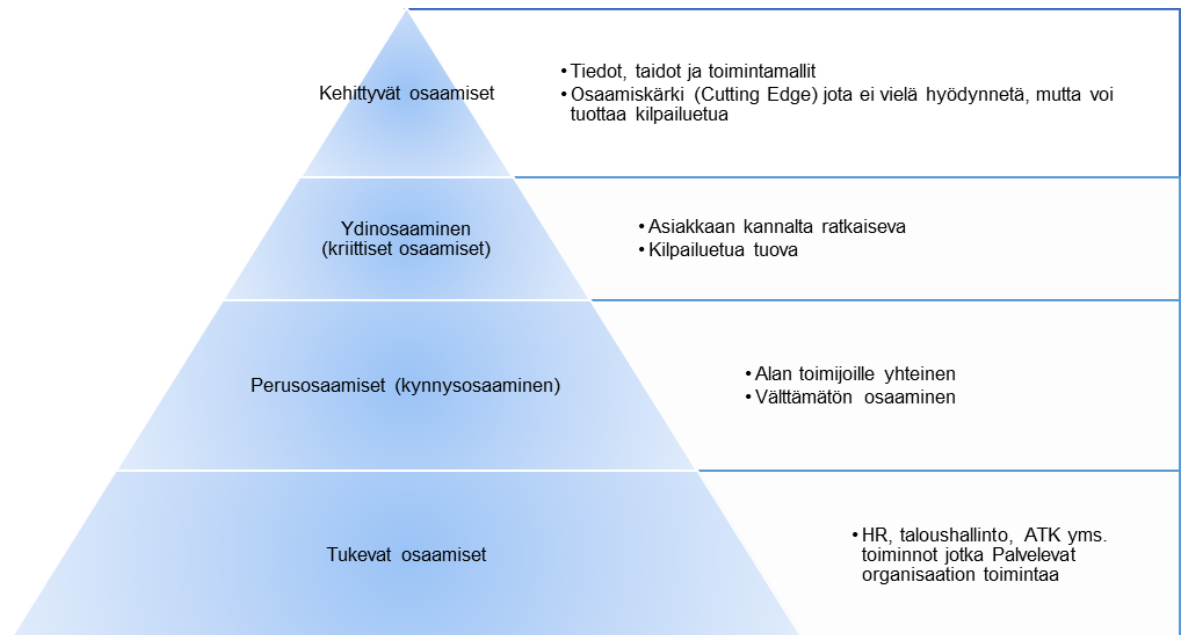 Kehittyvät osaamiset
• Tiedot, taidot ja toimintamallit
• Osaamiskärki (Cutting Edge) jota ei vielä hyödynnetä, mutta voi
tuottaa kilpailuetua
Ydinosaaminen
(kriittiset osaamiset)
• Asiakkaan kannalta ratkaiseva
• Kilpailuetua tuova
Perusosaamiset (kynnysosaaminen)
• Alan toimijoille yhteinen
• Välttämätön osaaminen
Tukevat osaamiset
• HR, taloushallinto, ATK yms.
toiminnot jotka Palvelevat
organisaation toimintaa